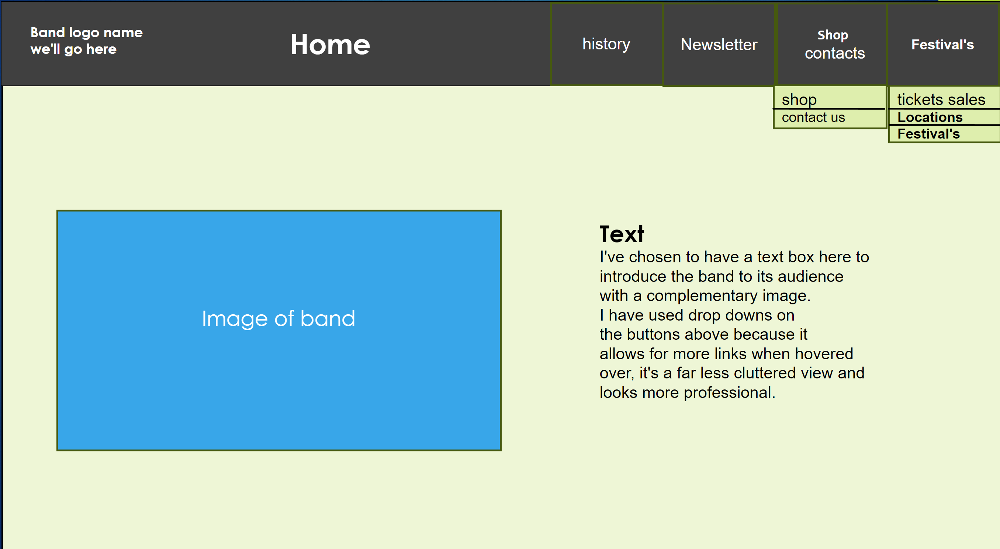 Band logo name
we'll go here
Home
history
Newsletter
Shop
contacts
Festival's
shop
contact us
tickets sales
Locations
Festival's
Image of band
Text
I've chosen to have a text box here to
introduce the band to its audience
with a complementary image.
I have used drop downs on
the buttons above because it
allows for more links when hovered
over, it's a far less cluttered view and
looks more professional.